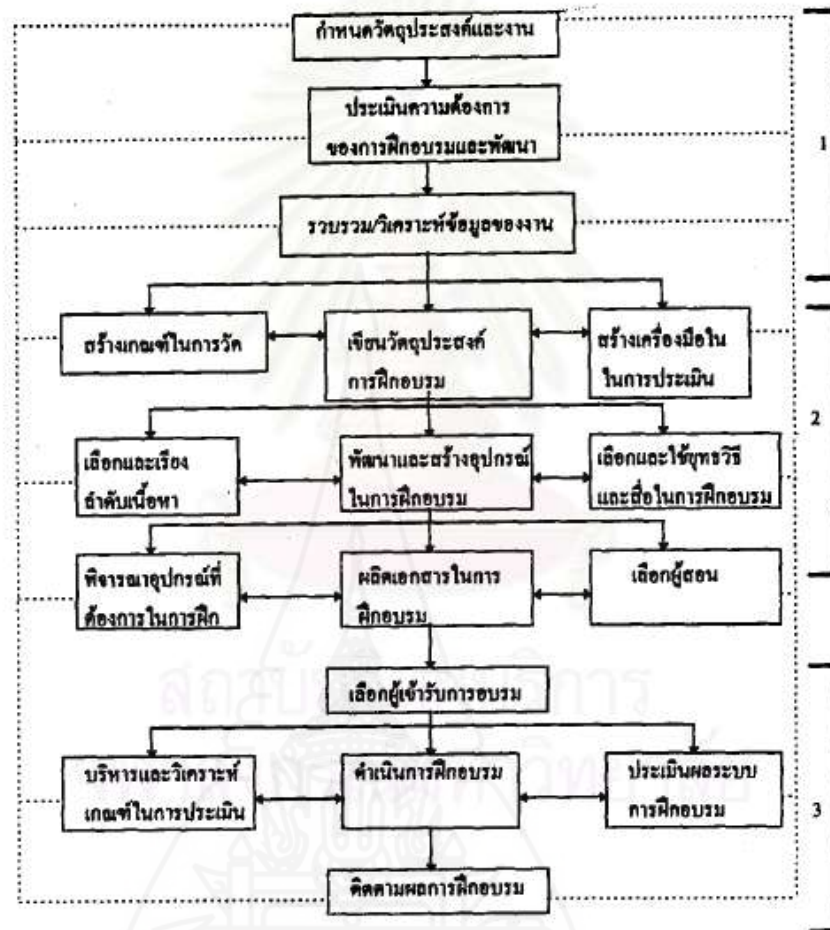 กำหนดวัตถุประสงค์และงาน
ประเมินความต้องการ
ของการฝึกอบรมและพัฒนา
1
รวบรวม/วิเคราะห์ข้อมูลของงาน
สร้างเกณฑ์ในการวัด
เขียนวัตถุประสงค์
การฝึกอบรม
สร้างเครื่องมือใน
ในการประเมิน
2
เลือกและเรียง
ลำดับเนื้อหา
พัฒนาและสร้างอุปกรณ์
ในการฝึกอบรม
เลือกและใช้ยุทธวิธี
และสื่อในการฝึกอบรม
พิจารณาอุปกรณ์ที่
ต้องการในการฝึก
ผลิตเอกสารในการ
ฝึกอบรม
เลือกผู้สอน
เลือกผู้เข้ารับการอบรม
บริหารและวิเคราะห์
เกณฑ์ในการประเมิน
ดำเนินการฝึกอบรม
ประเมินผลระบบ
การฝึกอบรม
3
ติดตามผลการฝึกอบรม